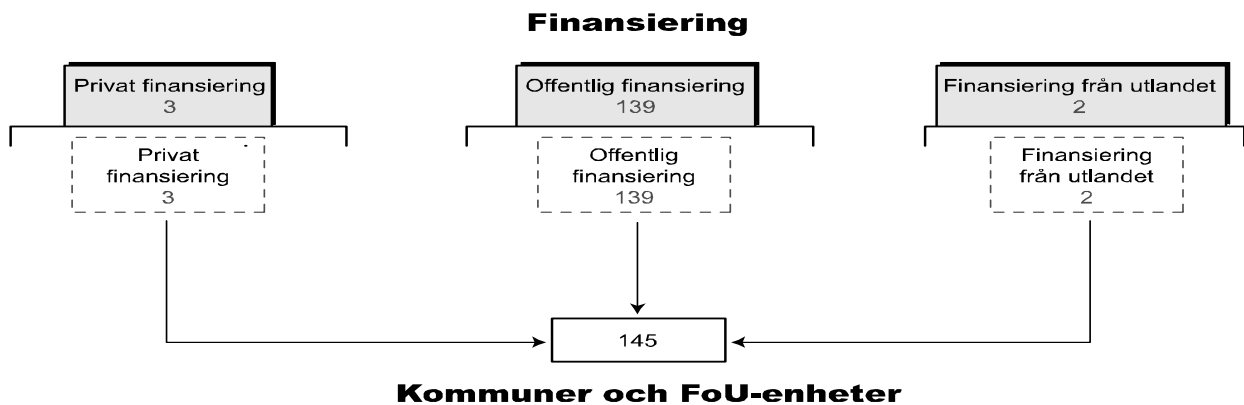 Finansiering
Privat finansiering
3
Offentlig finansiering
139
Finansiering från utlandet
2
Privat
finansiering
3
Offentlig
finansiering
139
Finansiering
från utlandet
2
145
Kommuner och FoU-enheter